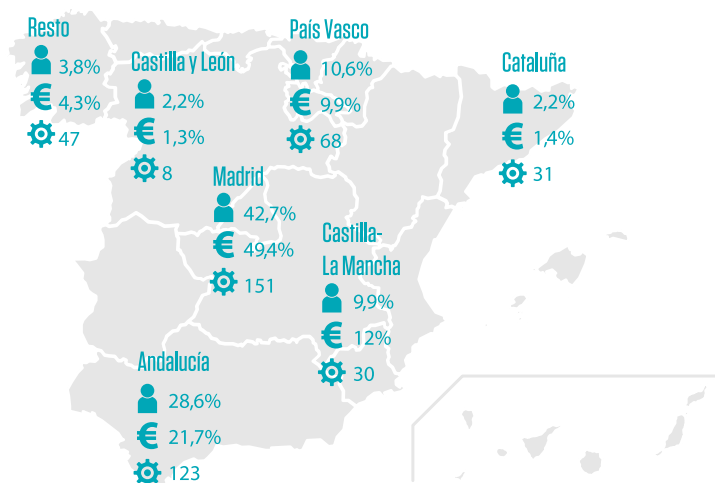 Resto
3,8%
4,3%
47
Castilla y León
2,2%
1,3%
8
País Vasco
10,6%
9,9%
68
Cataluña
2,2%
1,4%
31
Madrid
42,7%
49,4%
151
Castilla-
La Mancha
9,9%
12%
30
Andalucía
28,6%
21,7%
123